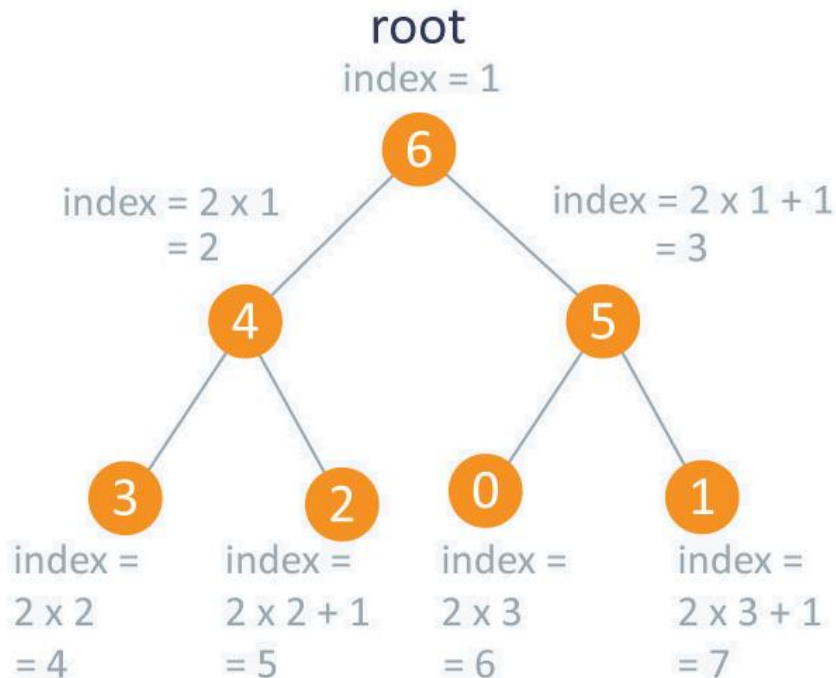 root
index = 1
6
index = 2 x 1
= 2
index = 2 x 1 + 1
= 3
4
5
3
2
0
1
index =
2 x 2
= 4
index =
2 x 2 + 1
= 5
index =
2 x 3
= 6
index =
2 x 3 + 1
= 7